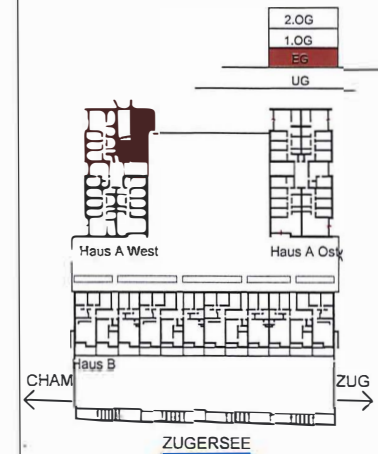 2.OG
1.OG
EG
UG
Haus A West
Haus A Ost
Haus B
CHAM
ZUG
ZUGERSEE